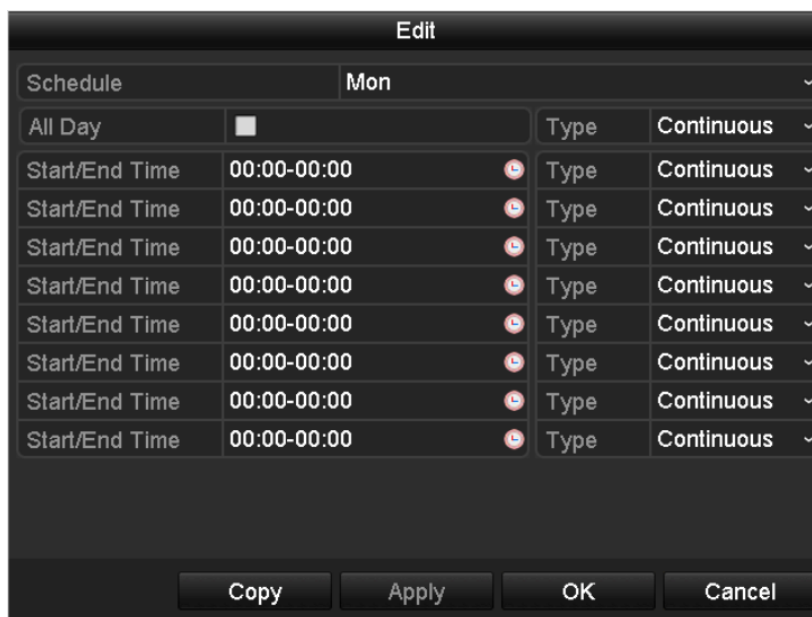 Edit
Schedule Mon
All Day Type Continuous
Start/End Time 00:00-00:00 Type Continuous
Start/End Time 00:00-00:00 Type Continuous
Start/End Time 00:00-00:00 Type Continuous
Start/End Time 00:00-00:00 Type Continuous
Start/End Time 00:00-00:00 Type Continuous
Start/End Time 00:00-00:00 Type Continuous
Start/End Time 00:00-00:00 Type Continuous
Start/End Time 00:00-00:00 Type Continuous
Copy Apply OK Cancel